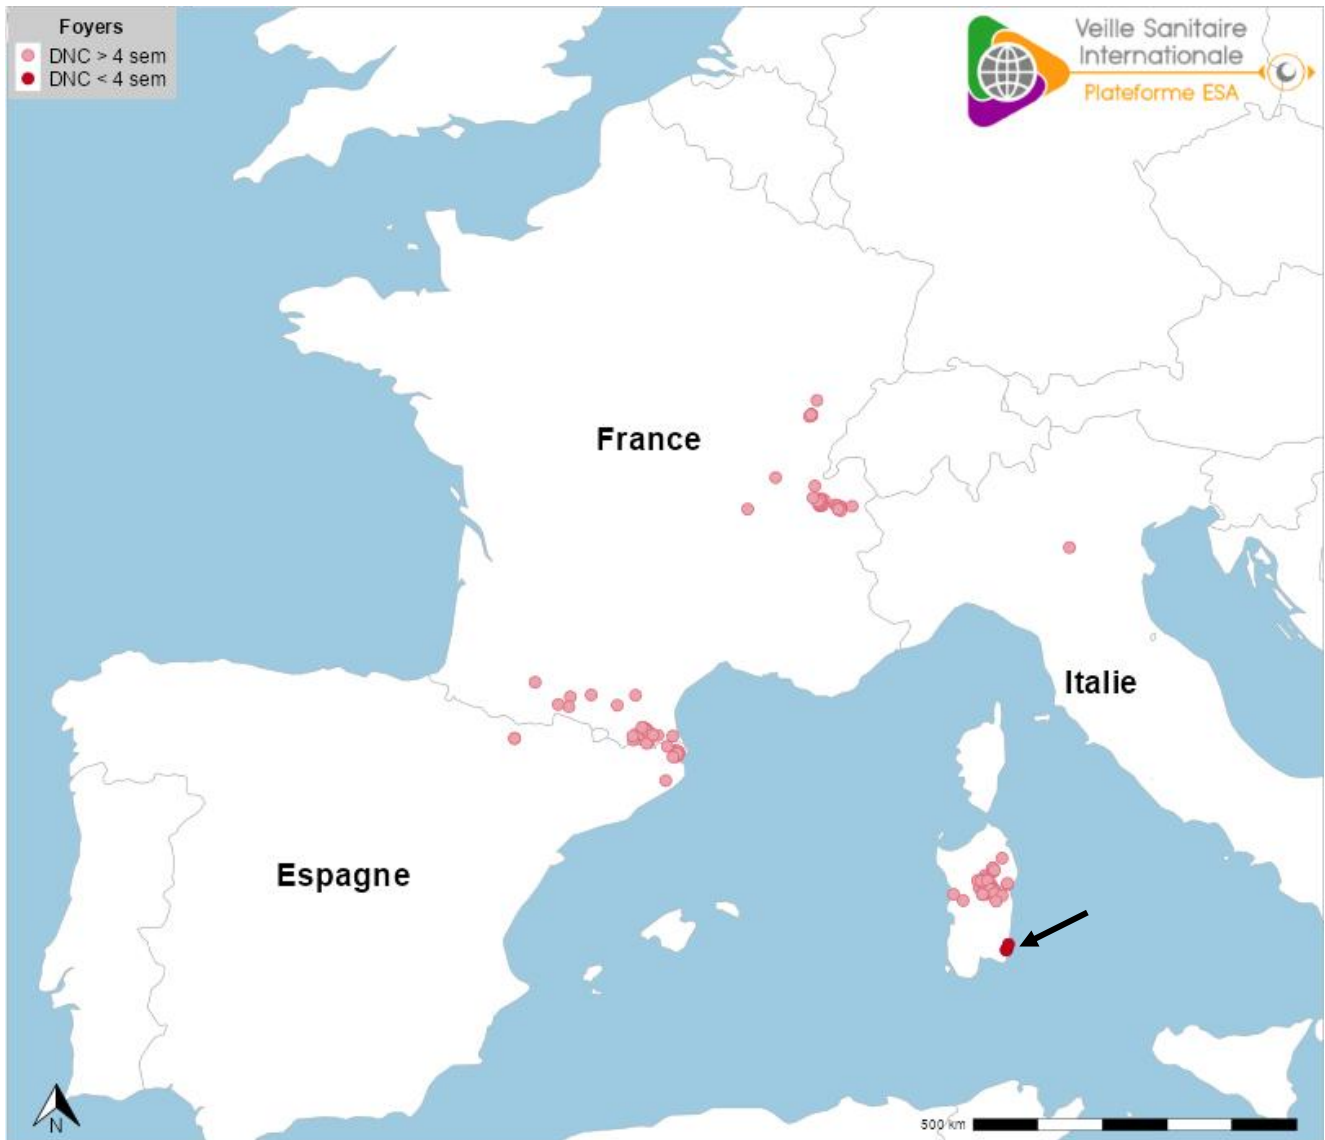 Foyers
DNC > 4 sem
DNC < 4 sem
Veille Sanitaire
Internationale
Plateforme ESA
France
Italie
Espagne
N
500 km